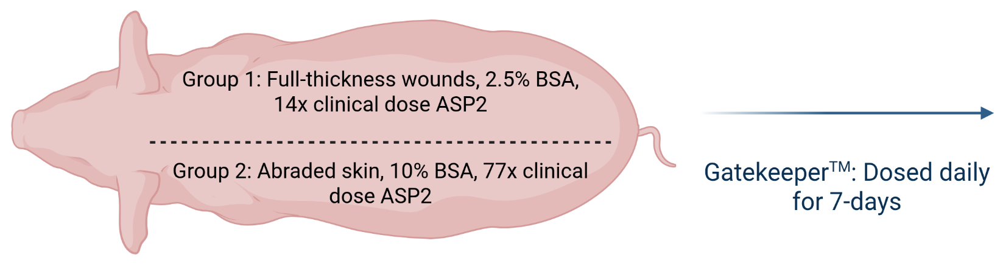 Group 1: Full-thickness wounds, 2.5% BSA,
14x clinical dose ASP2
Group 2: Abraded skin, 10% BSA, 77x clinical
dose ASP2
Gatekeeper™: Dosed daily
for 7-days